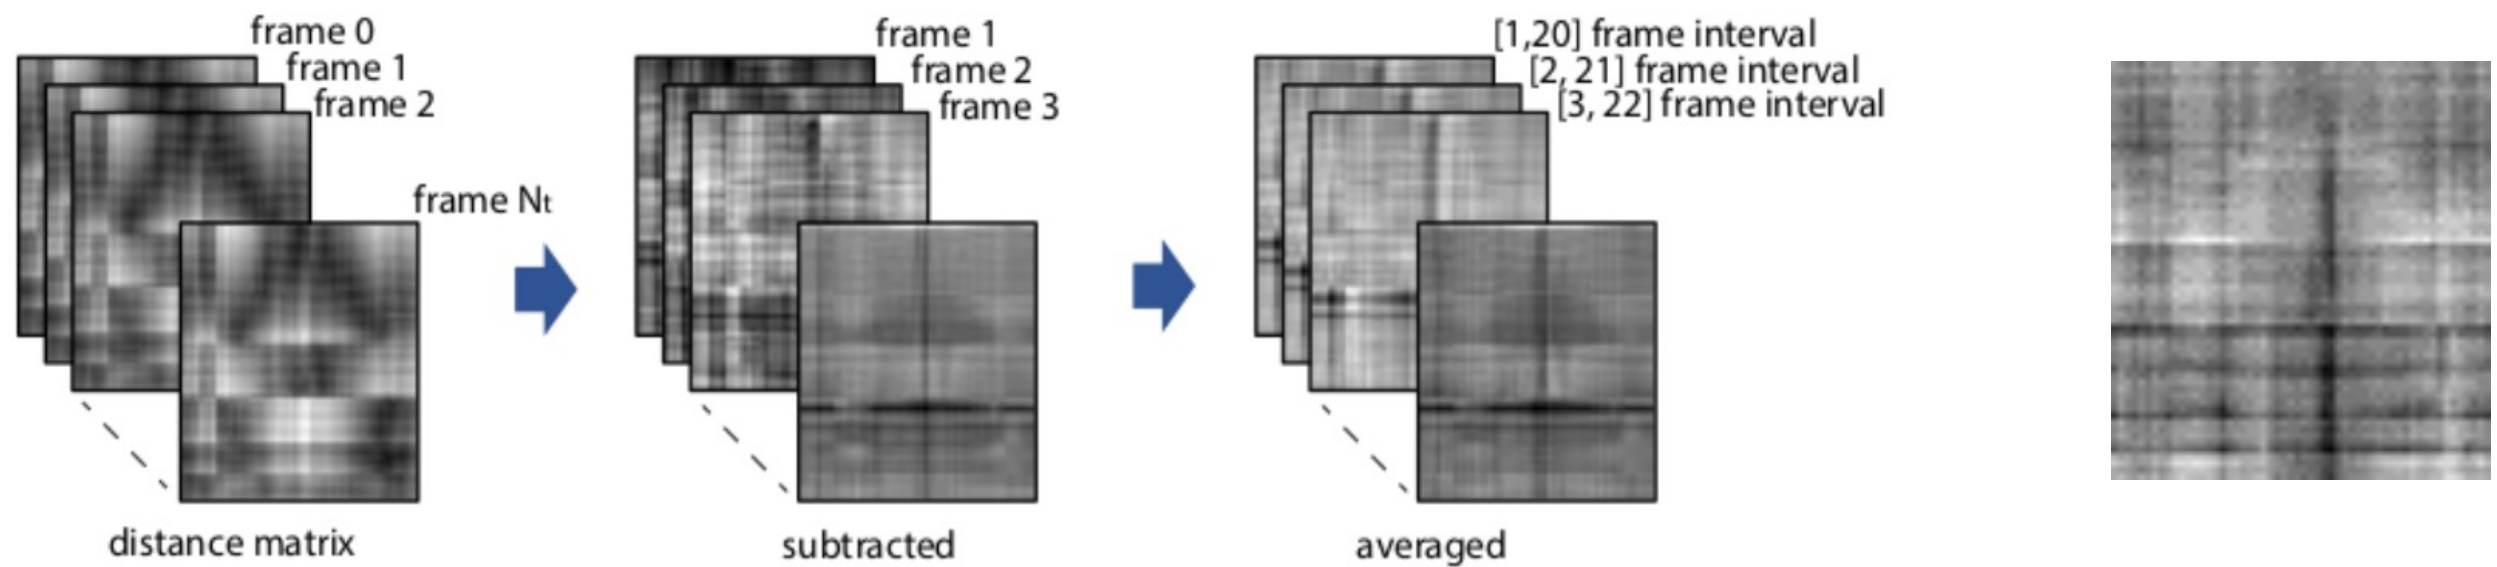 frame 0
frame 1
frame 2
frame Nt
distance matrix
frame 1
frame 2
frame 3
subtracted
[1,20] frame interval
[2, 21] frame interval
[3, 22] frame interval
averaged